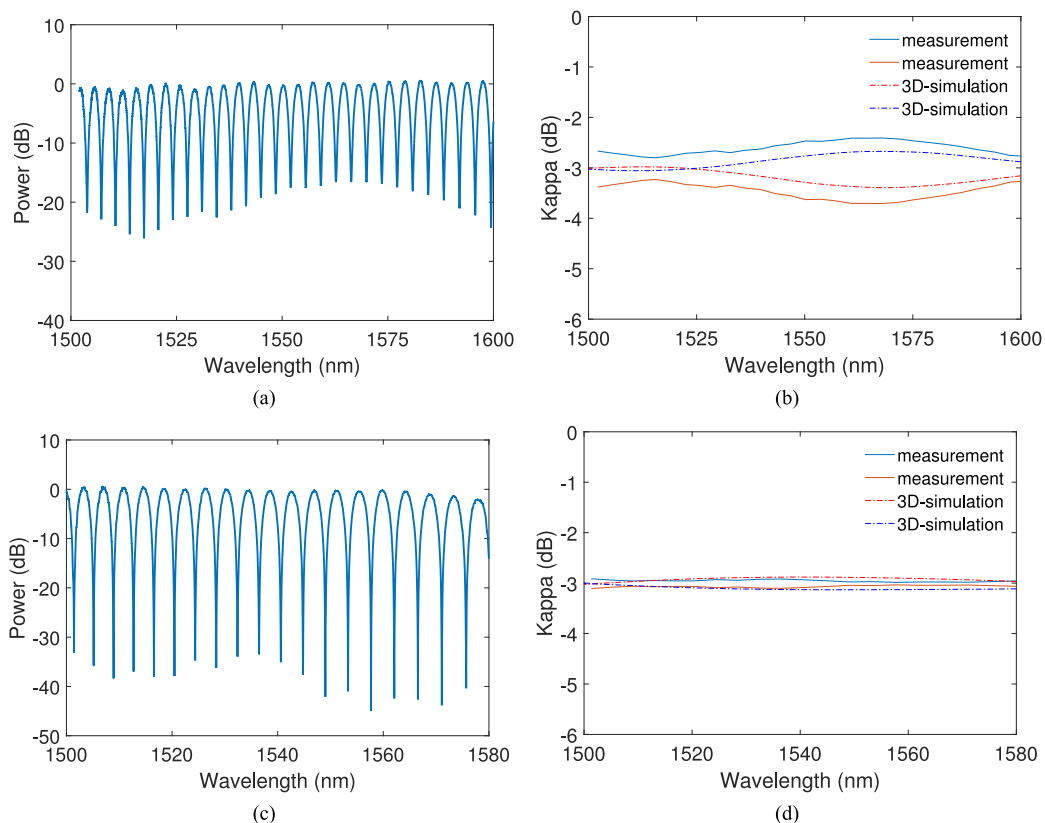 10
0
-10
-20
-30
-40
Power (dB)
1500
1525
1550
1575
1600
Wavelength (nm)
(a)
0
-1
-2
-3
-4
-5
-6
Kappa (dB)
measurement
measurement
3D-simulation
3D-simulation
1500
1525
1550
1575
1600
Wavelength (nm)
(b)
10
0
-10
-20
-30
-40
-50
Power (dB)
1500
1520
1540
1560
1580
Wavelength (nm)
(c)
0
-1
-2
-3
-4
-5
-6
Kappa (dB)
measurement
measurement
3D-simulation
3D-simulation
1500
1520
1540
1560
1580
Wavelength (nm)
(d)